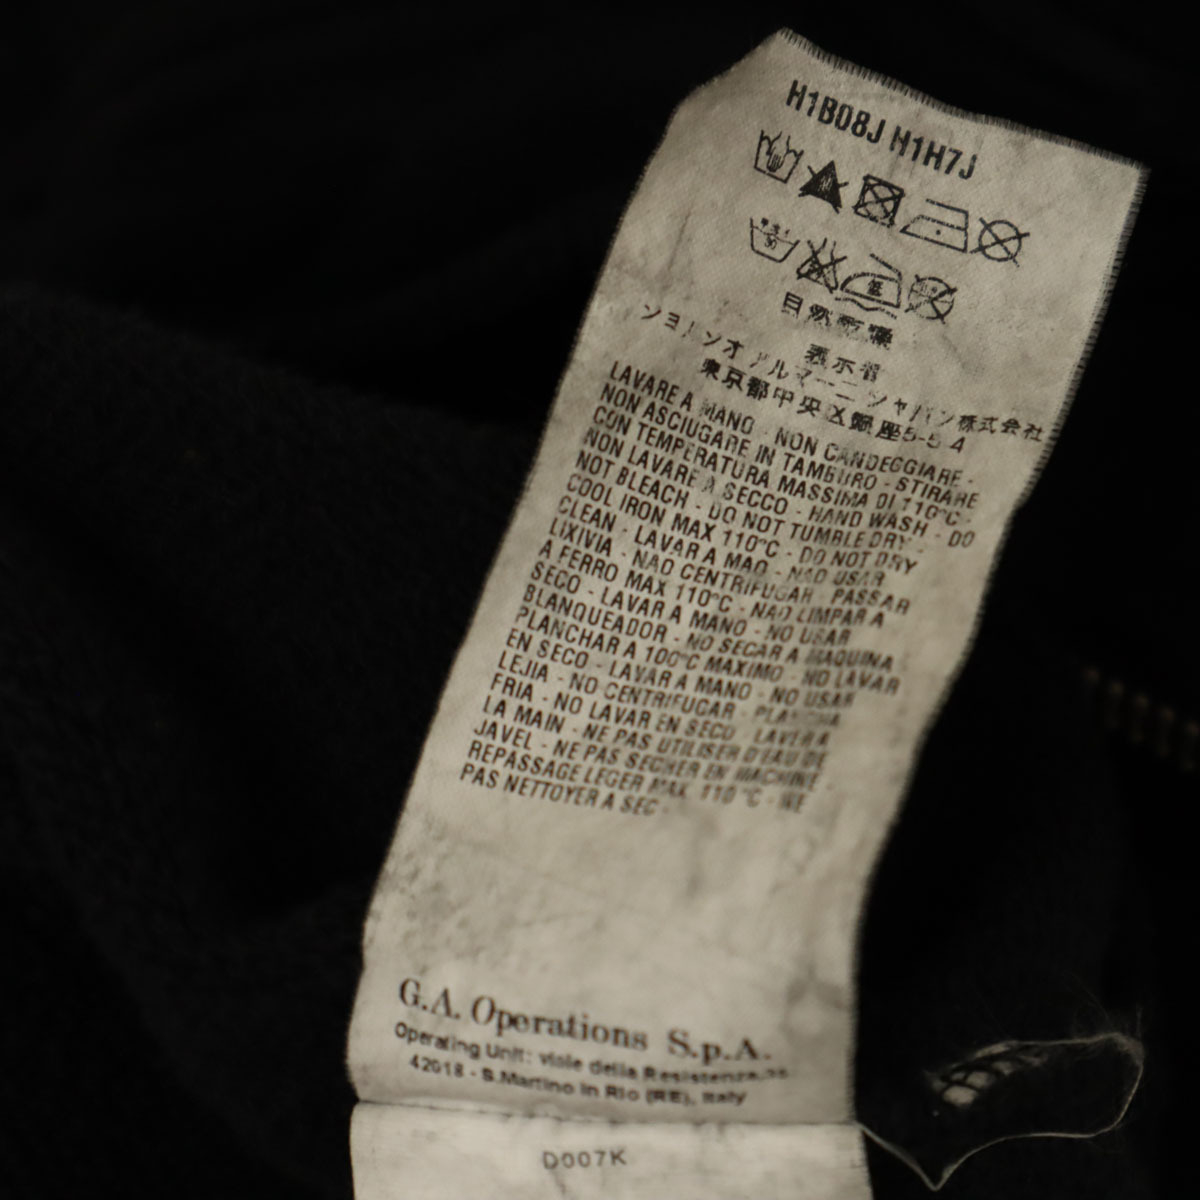 H1B08J H1H7J
30
自然乾燥
表示者
ジョルジオ アルマーニ ジャパン株式会社
東京都中央区銀座5-5-4
LAVARE A MANO - NON CANDEGGIARE -
NON ASCIUGARE IN TAMBURO - STIRARE
CON TEMPERATURA MASSIMA DI 110°C -
NON LAVARE A SECCO - HAND WASH - DO
NOT BLEACH - DO NOT TUMBLE DRY -
COOL IRON MAX 110°C - DO NOT DRY
CLEAN - LAVAR A MAO - NAO USAR
LIXIVIA - NAO CENTRIFUGAR PASSAR
A FERRO MAX 110°C - NAO LIMPAR A
SECO - LAVAR A MANO - NO USAR
BLANQUEADOR - NO SECAR A MAQUINA
PLANCHAR A 100°C MAXIMO - NO LAVAR
EN SECO - LAVAR A MANO - NO USAR
LEJIA - NO CENTRIFUGAR - PLANCHA
FRIA - NO LAVAR EN SECO - LAVER A
LA MAIN - NE PAS UTILISER D'EAU DE
JAVEL - NE PAS SECHER EN MACHINE -
REPASSAGE LEGER MAX. 110°C - NE
PAS NETTOYER A SEC -
G.A. Operations S.p.A.
Operating Unit: viale della Resistenza,
42018 - S.Martino in Rio (RE), Italy
D007K